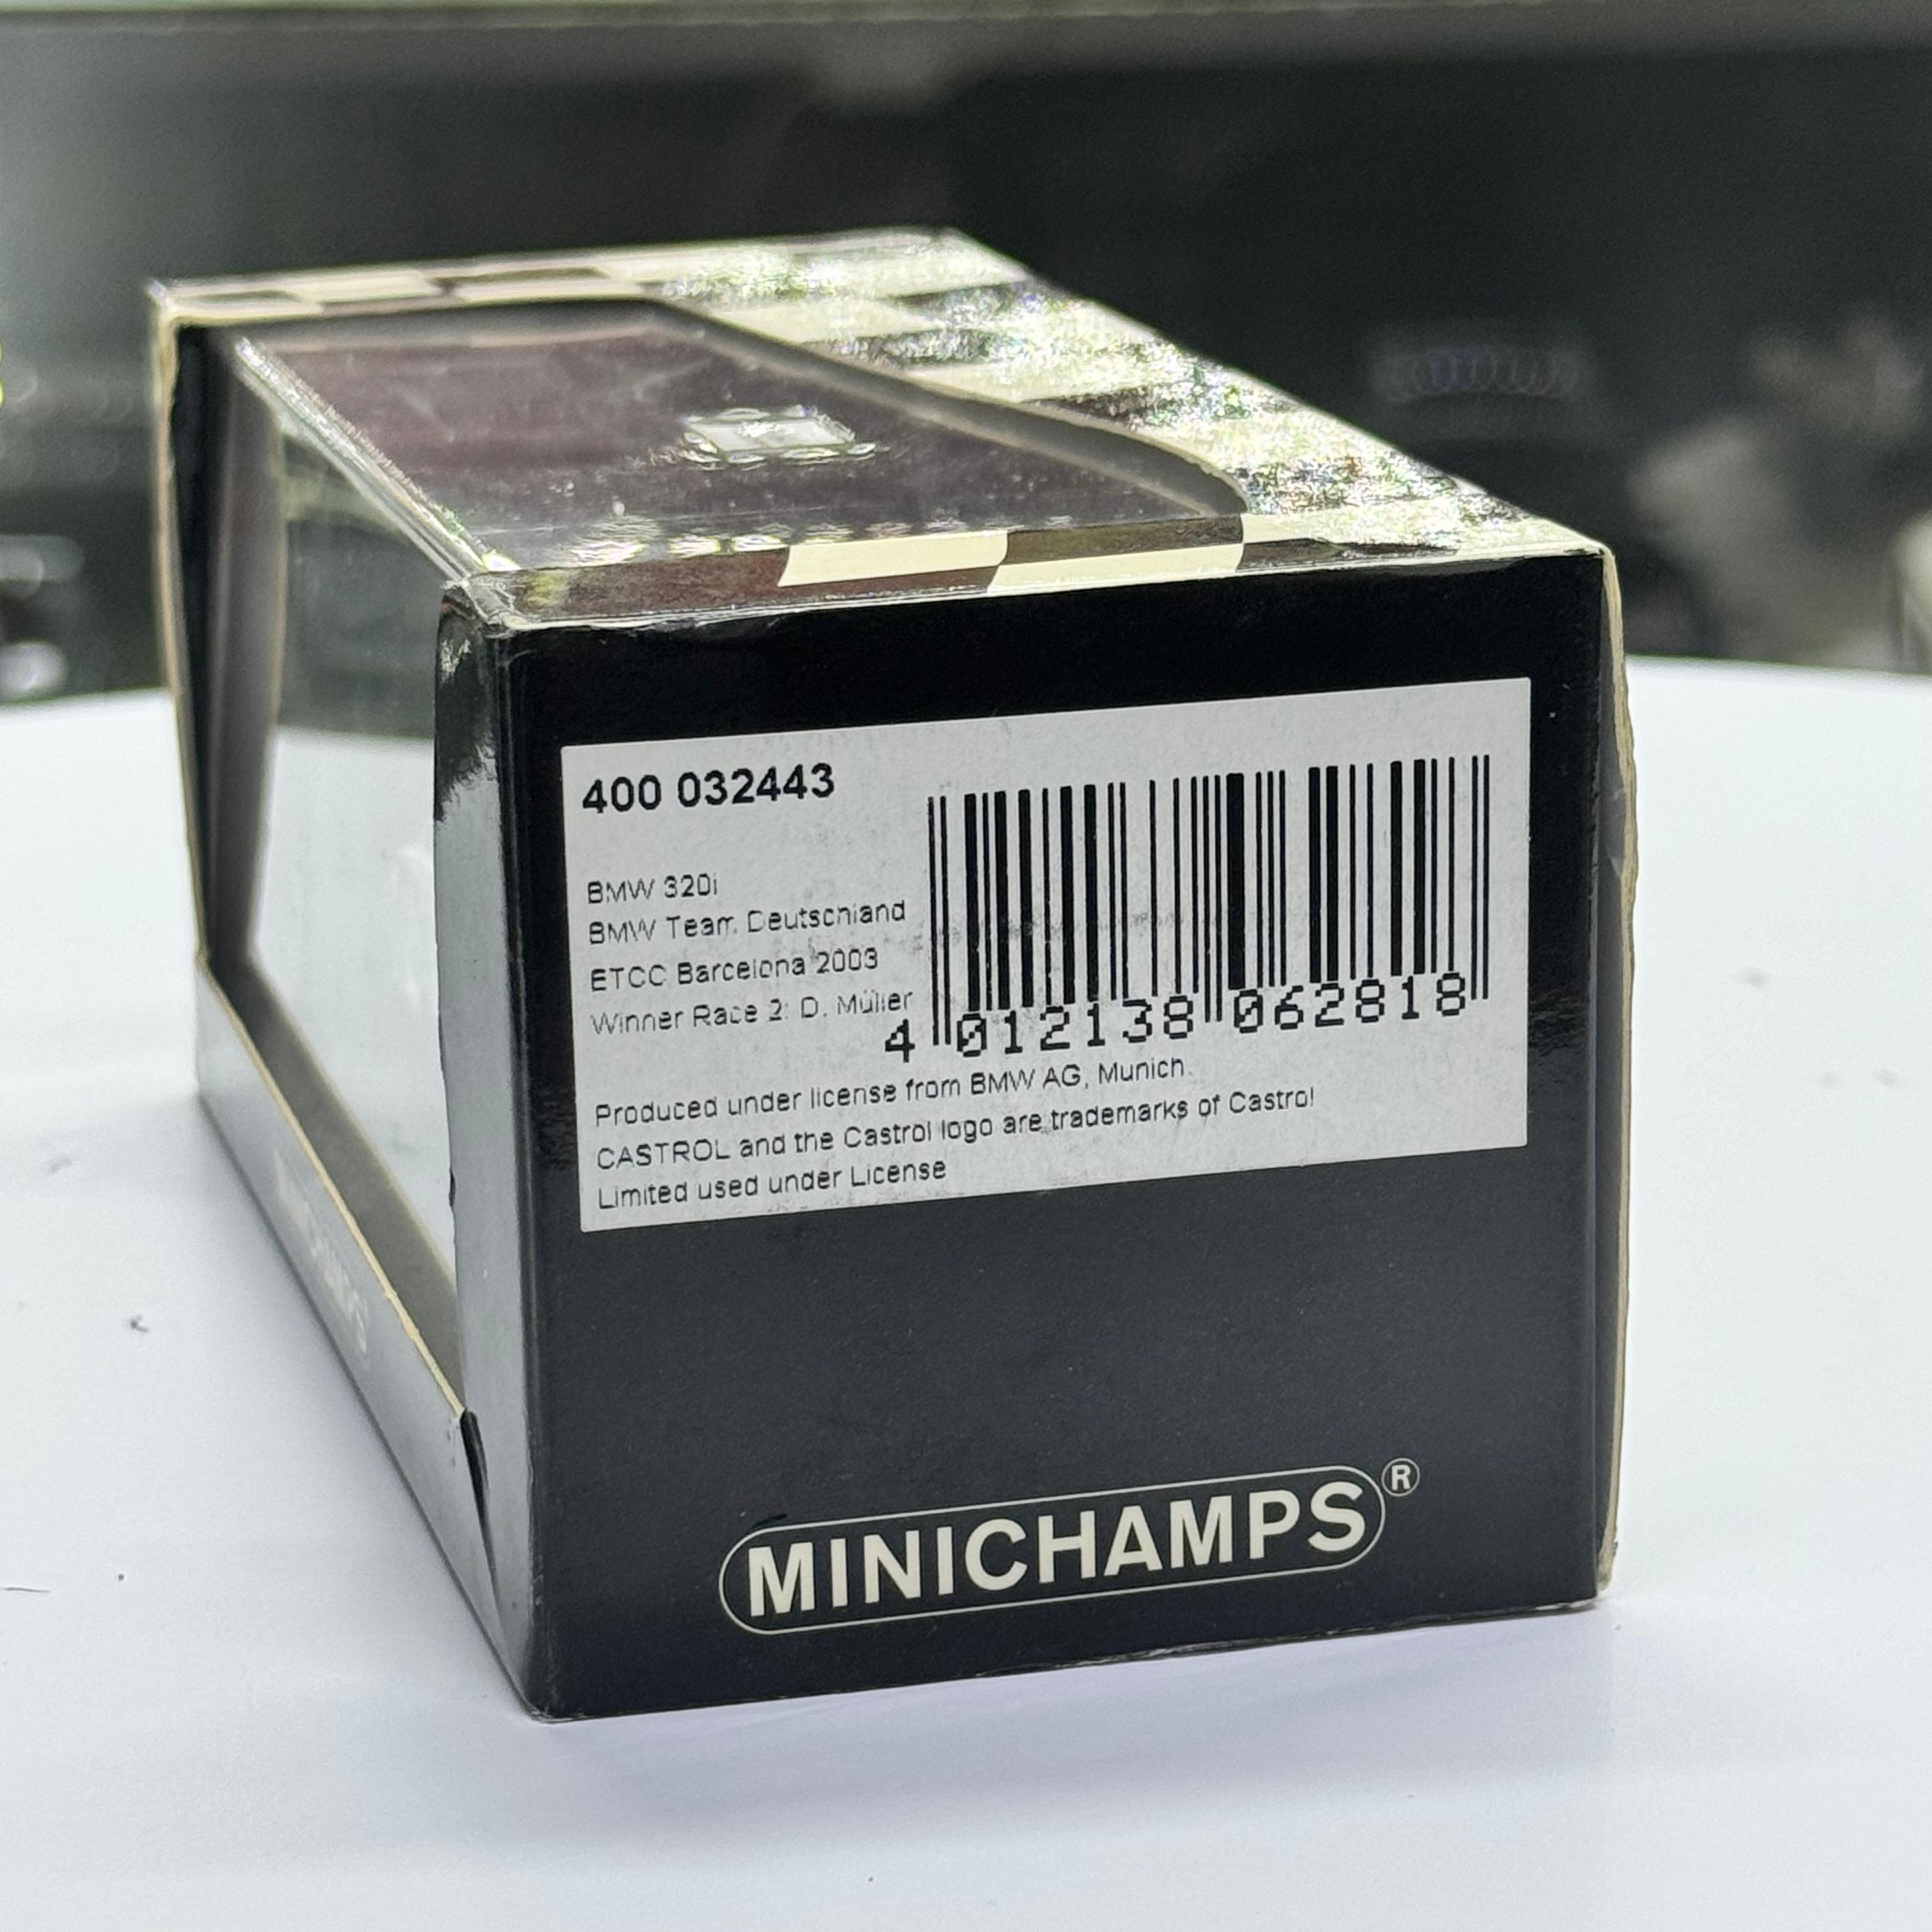 400 032443
BMW 320i
BMW Team Deutschland
ETCC Barcelona 2003
Winner Race 2: D. Müller
4 012138 062818
Produced under license from BMW AG, Munich.
CASTROL and the Castrol logo are trademarks of Castrol
Limited used under License
MINICHAMPS®
MINICHAMPS